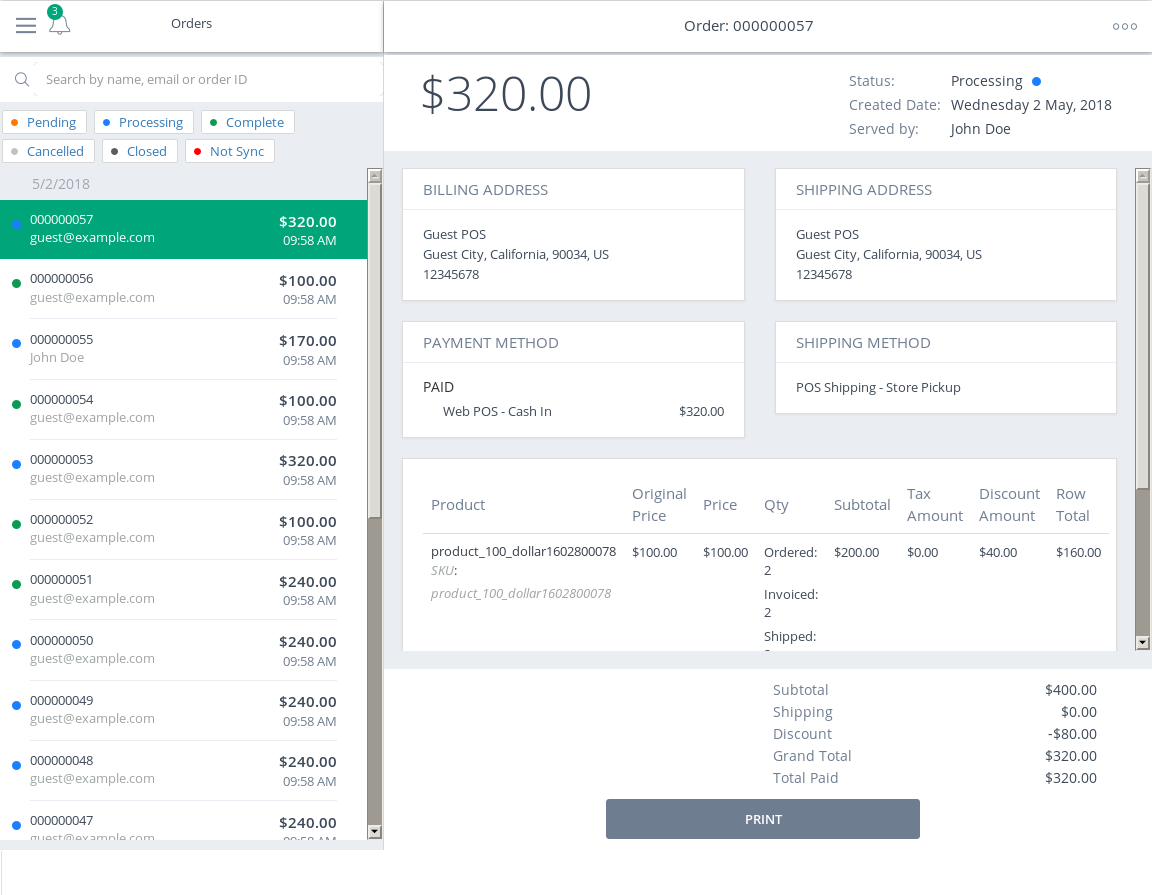 3
Orders
Search by name, email or order ID
Pending
Processing
Complete
Cancelled
Closed
Not Sync
5/2/2018
000000057 $320.00
guest@example.com 09:58 AM
000000056 $100.00
guest@example.com 09:58 AM
000000055 $170.00
John Doe 09:58 AM
000000054 $100.00
guest@example.com 09:58 AM
000000053 $320.00
guest@example.com 09:58 AM
000000052 $100.00
guest@example.com 09:58 AM
000000051 $240.00
guest@example.com 09:58 AM
000000050 $240.00
guest@example.com 09:58 AM
000000049 $240.00
guest@example.com 09:58 AM
000000048 $240.00
guest@example.com 09:58 AM
000000047 $240.00
guest@example.com 09:58 AM
Order: 000000057
$320.00
Status: Processing
Created Date: Wednesday 2 May, 2018
Served by: John Doe
BILLING ADDRESS
Guest POS
Guest City, California, 90034, US
12345678
SHIPPING ADDRESS
Guest POS
Guest City, California, 90034, US
12345678
PAYMENT METHOD
PAID
Web POS - Cash In $320.00
SHIPPING METHOD
POS Shipping - Store Pickup
Product
Original
Price
Price
Qty
Subtotal
Tax
Amount
Discount
Amount
Row
Total
product_100_dollar1602800078
SKU:
product_100_dollar1602800078
$100.00
$100.00
Ordered:
2
Invoiced:
2
Shipped:
$200.00
$0.00
$40.00
$160.00
Subtotal $400.00
Shipping $0.00
Discount -$80.00
Grand Total $320.00
Total Paid $320.00
PRINT